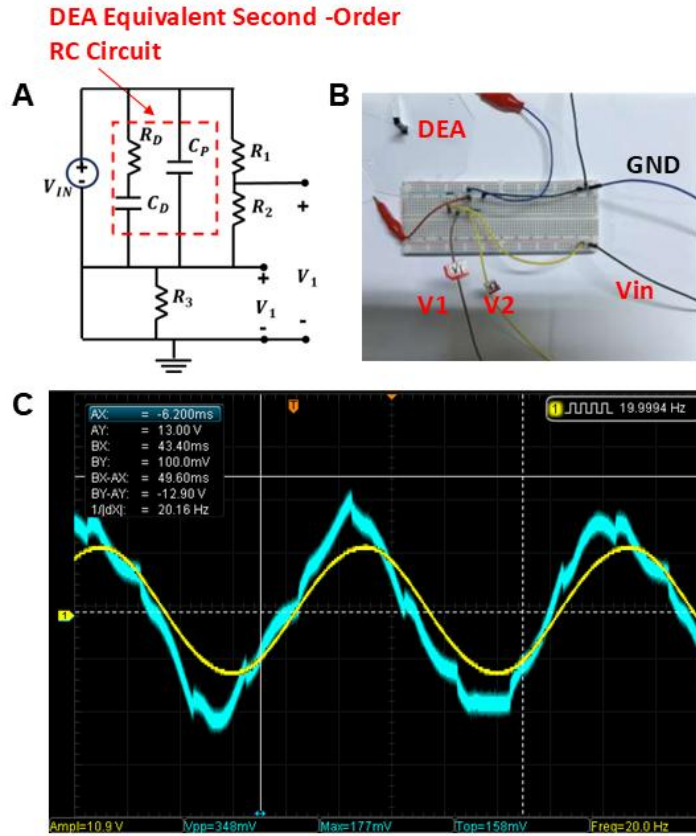 DEA Equivalent Second -Order
RC Circuit
A
R_D
C_P
R_1
V_IN
C_D
R_2
+
-
+
+
R_3
V_1
V_1
-
-
B
DEA
GND
V1
V2
Vin
C
AX: = -6.200ms
AY: = 13.00 V
BX: = 43.40ms
BY: = 100.0mV
BX-AX: = 49.60ms
BY-AY: = -12.90 V
1/|dX|: = 20.16 Hz
T
1 19.9994 Hz
1
Ampl=10.9 V Vpp=348mV Max=177mV Top=158mV Freq=20.0 Hz